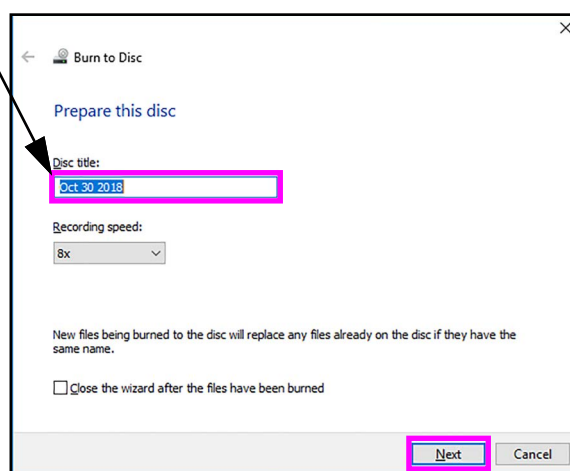 Burn to Disc
Prepare this disc
Disc title:
Oct 30 2018
Recording speed:
8x
New files being burned to the disc will replace any files already on the disc if they have the
same name.
Close the wizard after the files have been burned
Next Cancel